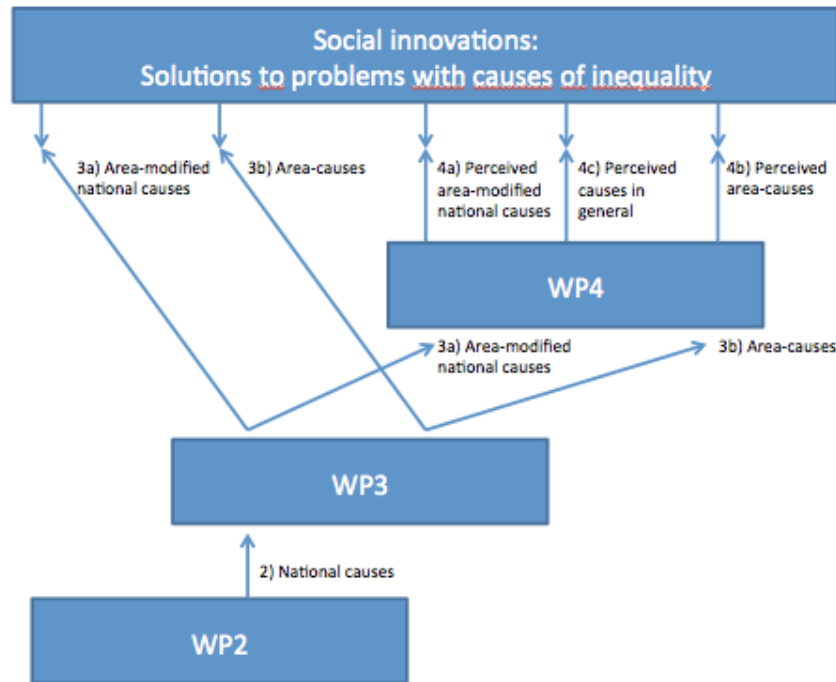 Social innovations:
Solutions to problems with causes of inequality
3a) Area-modified
national causes
3b) Area-causes
4a) Perceived
area-modified
national causes
4c) Perceived
causes in
general
4b) Perceived
area-causes
WP4
3a) Area-modified
national causes
3b) Area-causes
WP3
2) National causes
WP2